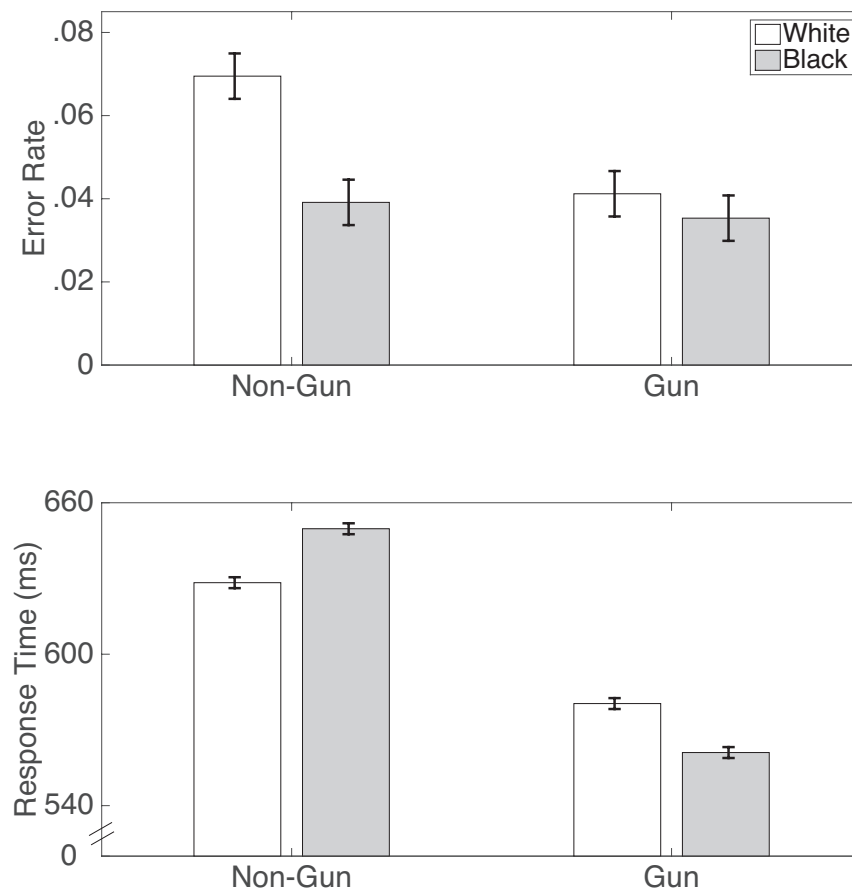 .08
.06
.04
.02
0
Error Rate
White
Black
Non-Gun
Gun
660
600
540
0
Response Time (ms)
Non-Gun
Gun